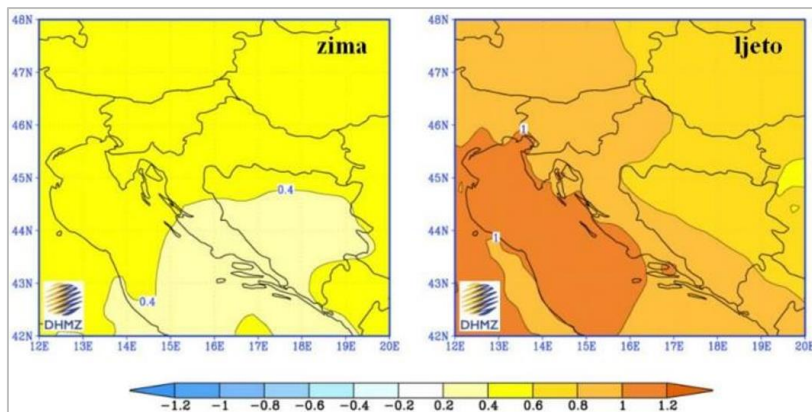 48N
zima
47N
46N
45N
0.4
44N
43N
0.4
DHMZ
42N
12E 13E 14E 15E 16E 17E 18E 19E 20E
48N
ljeto
47N
46N
1
45N
44N
1
43N
DHMZ
42N
12E 13E 14E 15E 16E 17E 18E 19E 20E
-1.2 -1 -0.8 -0.6 -0.4 -0.2 0.2 0.4 0.6 0.8 1 1.2